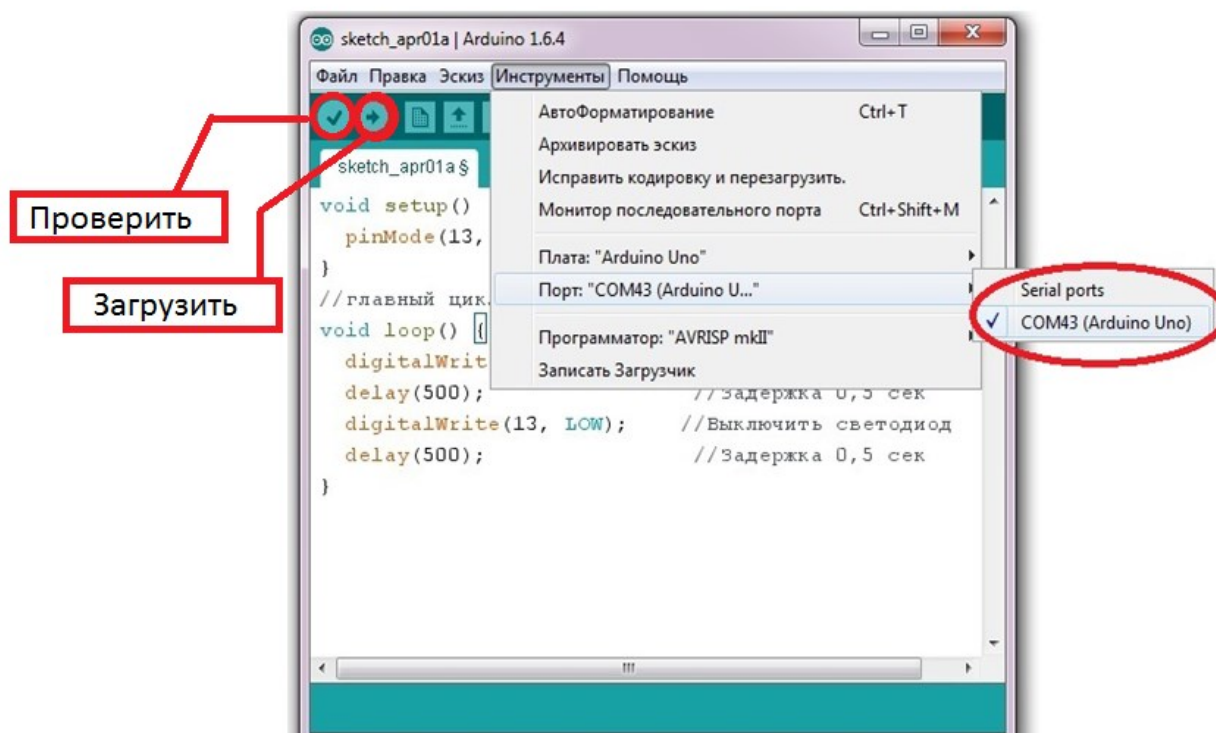 sketch_apr01a | Arduino 1.6.4
Файл Правка Эскиз Инструменты Помощь
sketch_apr01a §
АвтоФорматирование Ctrl+T
Архивировать эскиз
Исправить кодировку и перезагрузить.
Монитор последовательного порта Ctrl+Shift+M
Плата: "Arduino Uno"
Порт: "COM43 (Arduino U..."
Программатор: "AVRISP mkII"
Записать Загрузчик
Serial ports
✓ COM43 (Arduino Uno)
Проверить
Загрузить
void setup()
pinMode(13,
}
//главный цик
void loop() {
digitalWrit
delay(500); //Задержка 0,5 сек
digitalWrite(13, LOW); //Выключить светодиод
delay(500); //Задержка 0,5 сек
}